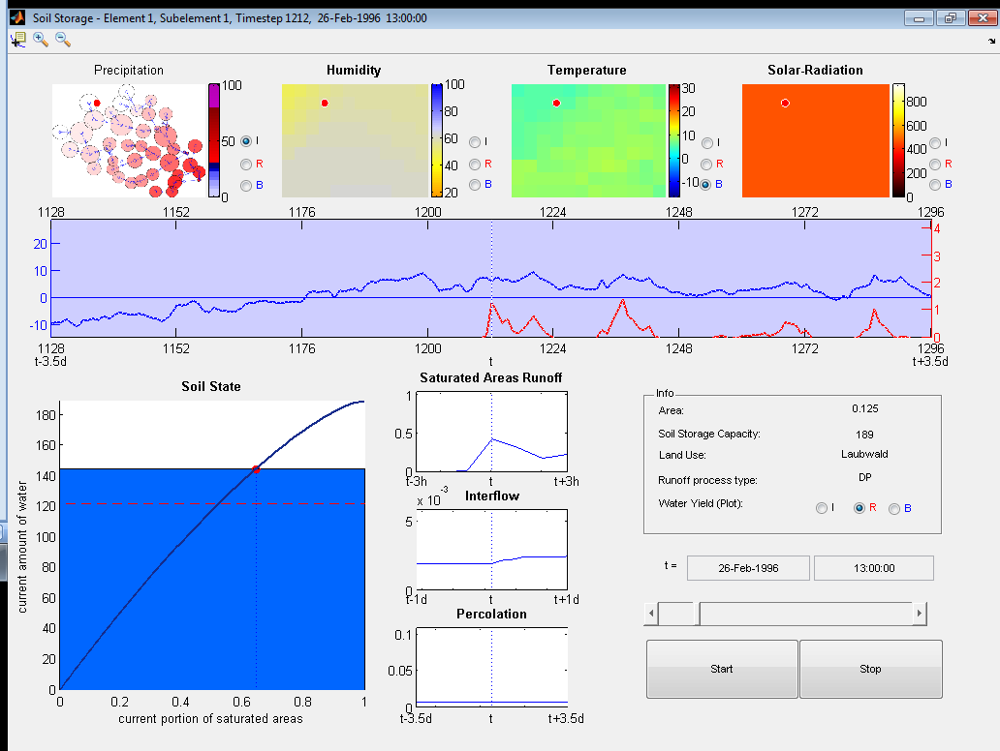 Soil Storage - Element 1, Subelement 1, Timestep 1212, 26-Feb-1996 13:00:00
Precipitation Humidity Temperature Solar-Radiation
100
50
0
I
R
B
100
80
60
40
20
I
R
B
30
20
10
0
-10
I
R
B
800
600
400
200
0
I
R
B
1128 1152 1176 1200 1224 1248 1272 1296
20
10
0
-10
4
3
2
1
0
1128 1152 1176 1200 1224 1248 1272 1296
t-3.5d t t+3.5d
Soil State
current amount of water
180
160
140
120
100
80
60
40
20
0
0 0.2 0.4 0.6 0.8 1
current portion of saturated areas
Saturated Areas Runoff
1
0.5
0
t-3h t t+3h
x 10-3
Interflow
5
0
t-1d t t+1d
Percolation
0.1
0.05
0
t-3.5d t t+3.5d
Info
Area: 0.125
Soil Storage Capacity: 189
Land Use: Laubwald
Runoff process type: DP
Water Yield (Plot): I R B
t = 26-Feb-1996 13:00:00
Start Stop